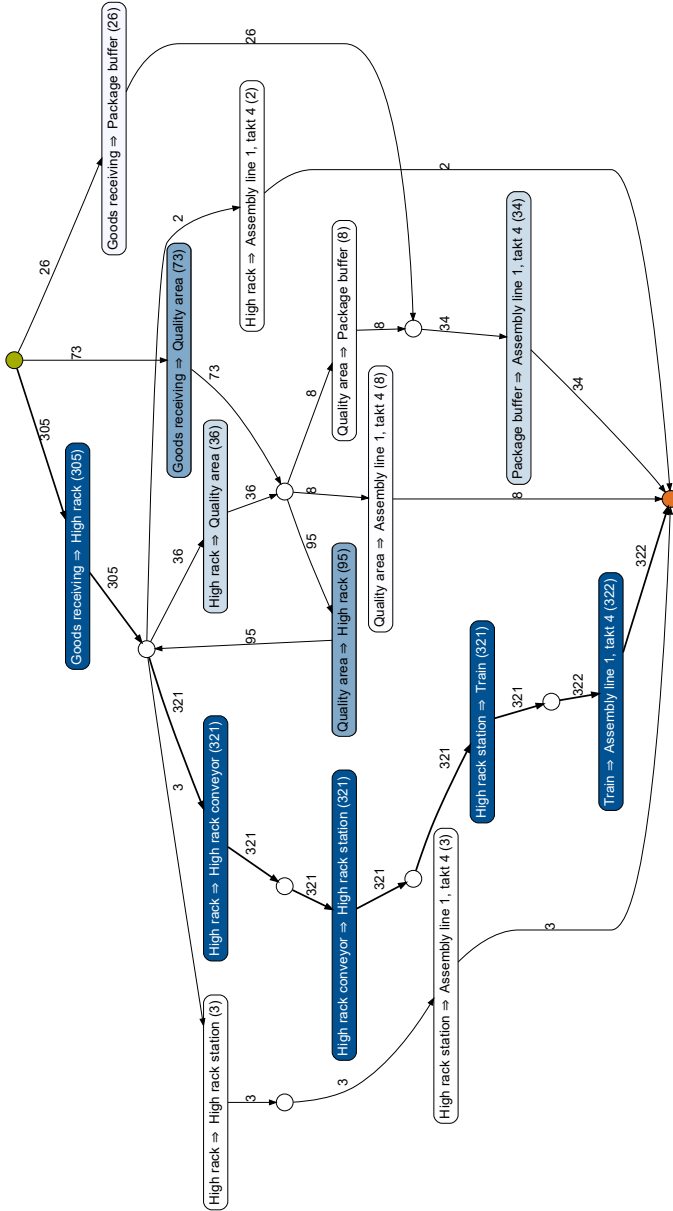 26
Goods receiving ⇒ Package buffer (26)
26
73
Goods receiving ⇒ Quality area (73)
73
305
Goods receiving ⇒ High rack (305)
305
2
High rack ⇒ Assembly line 1, takt 4 (2)
2
36
High rack ⇒ Quality area (36)
36
321
High rack ⇒ High rack conveyor (321)
321
3
High rack ⇒ High rack station (3)
3
8
Quality area ⇒ Package buffer (8)
8
8
Quality area ⇒ Assembly line 1, takt 4 (8)
8
95
Quality area ⇒ High rack (95)
95
321
High rack conveyor ⇒ High rack station (321)
321
3
High rack station ⇒ Assembly line 1, takt 4 (3)
3
321
High rack station ⇒ Train (321)
321
34
Package buffer ⇒ Assembly line 1, takt 4 (34)
34
322
Train ⇒ Assembly line 1, takt 4 (322)
322